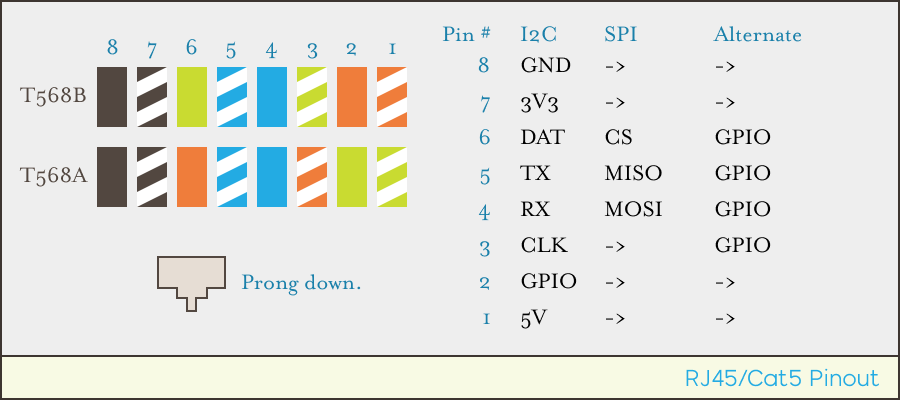 8 7 6 5 4 3 2 1
T568B
T568A
Prong down.
Pin # I2C SPI Alternate
8 GND -> ->
7 3V3 -> ->
6 DAT CS GPIO
5 TX MISO GPIO
4 RX MOSI GPIO
3 CLK -> GPIO
2 GPIO -> ->
1 5V -> ->
RJ45/Cat5 Pinout